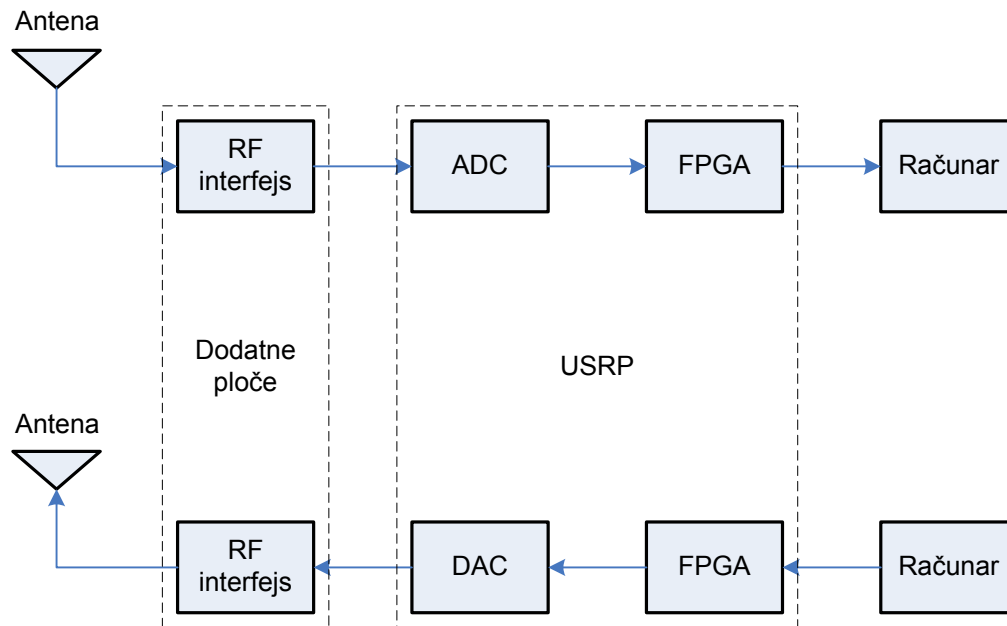 Antena
RF
interfejs
ADC
FPGA
Računar
Dodatne
ploče
USRP
Antena
RF
interfejs
DAC
FPGA
Računar